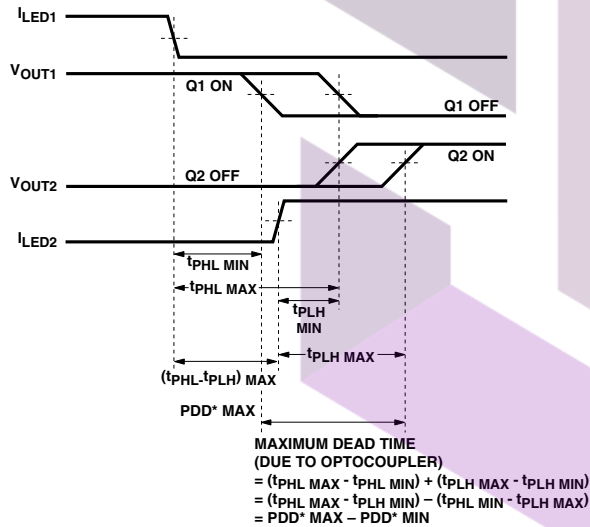 ILED1
VOUT1
Q1 ON
Q1 OFF
Q2 ON
Q2 OFF
VOUT2
ILED2
tPHL MIN
tPHL MAX
tPLH
MIN
tPLH MAX
(tPHL-tPLH) MAX
PDD* MAX
MAXIMUM DEAD TIME
(DUE TO OPTOCOUPLER)
= (tPHL MAX - tPHL MIN) + (tPLH MAX - tPLH MIN)
= (tPHL MAX - tPLH MIN) – (tPHL MIN - tPLH MAX)
= PDD* MAX – PDD* MIN